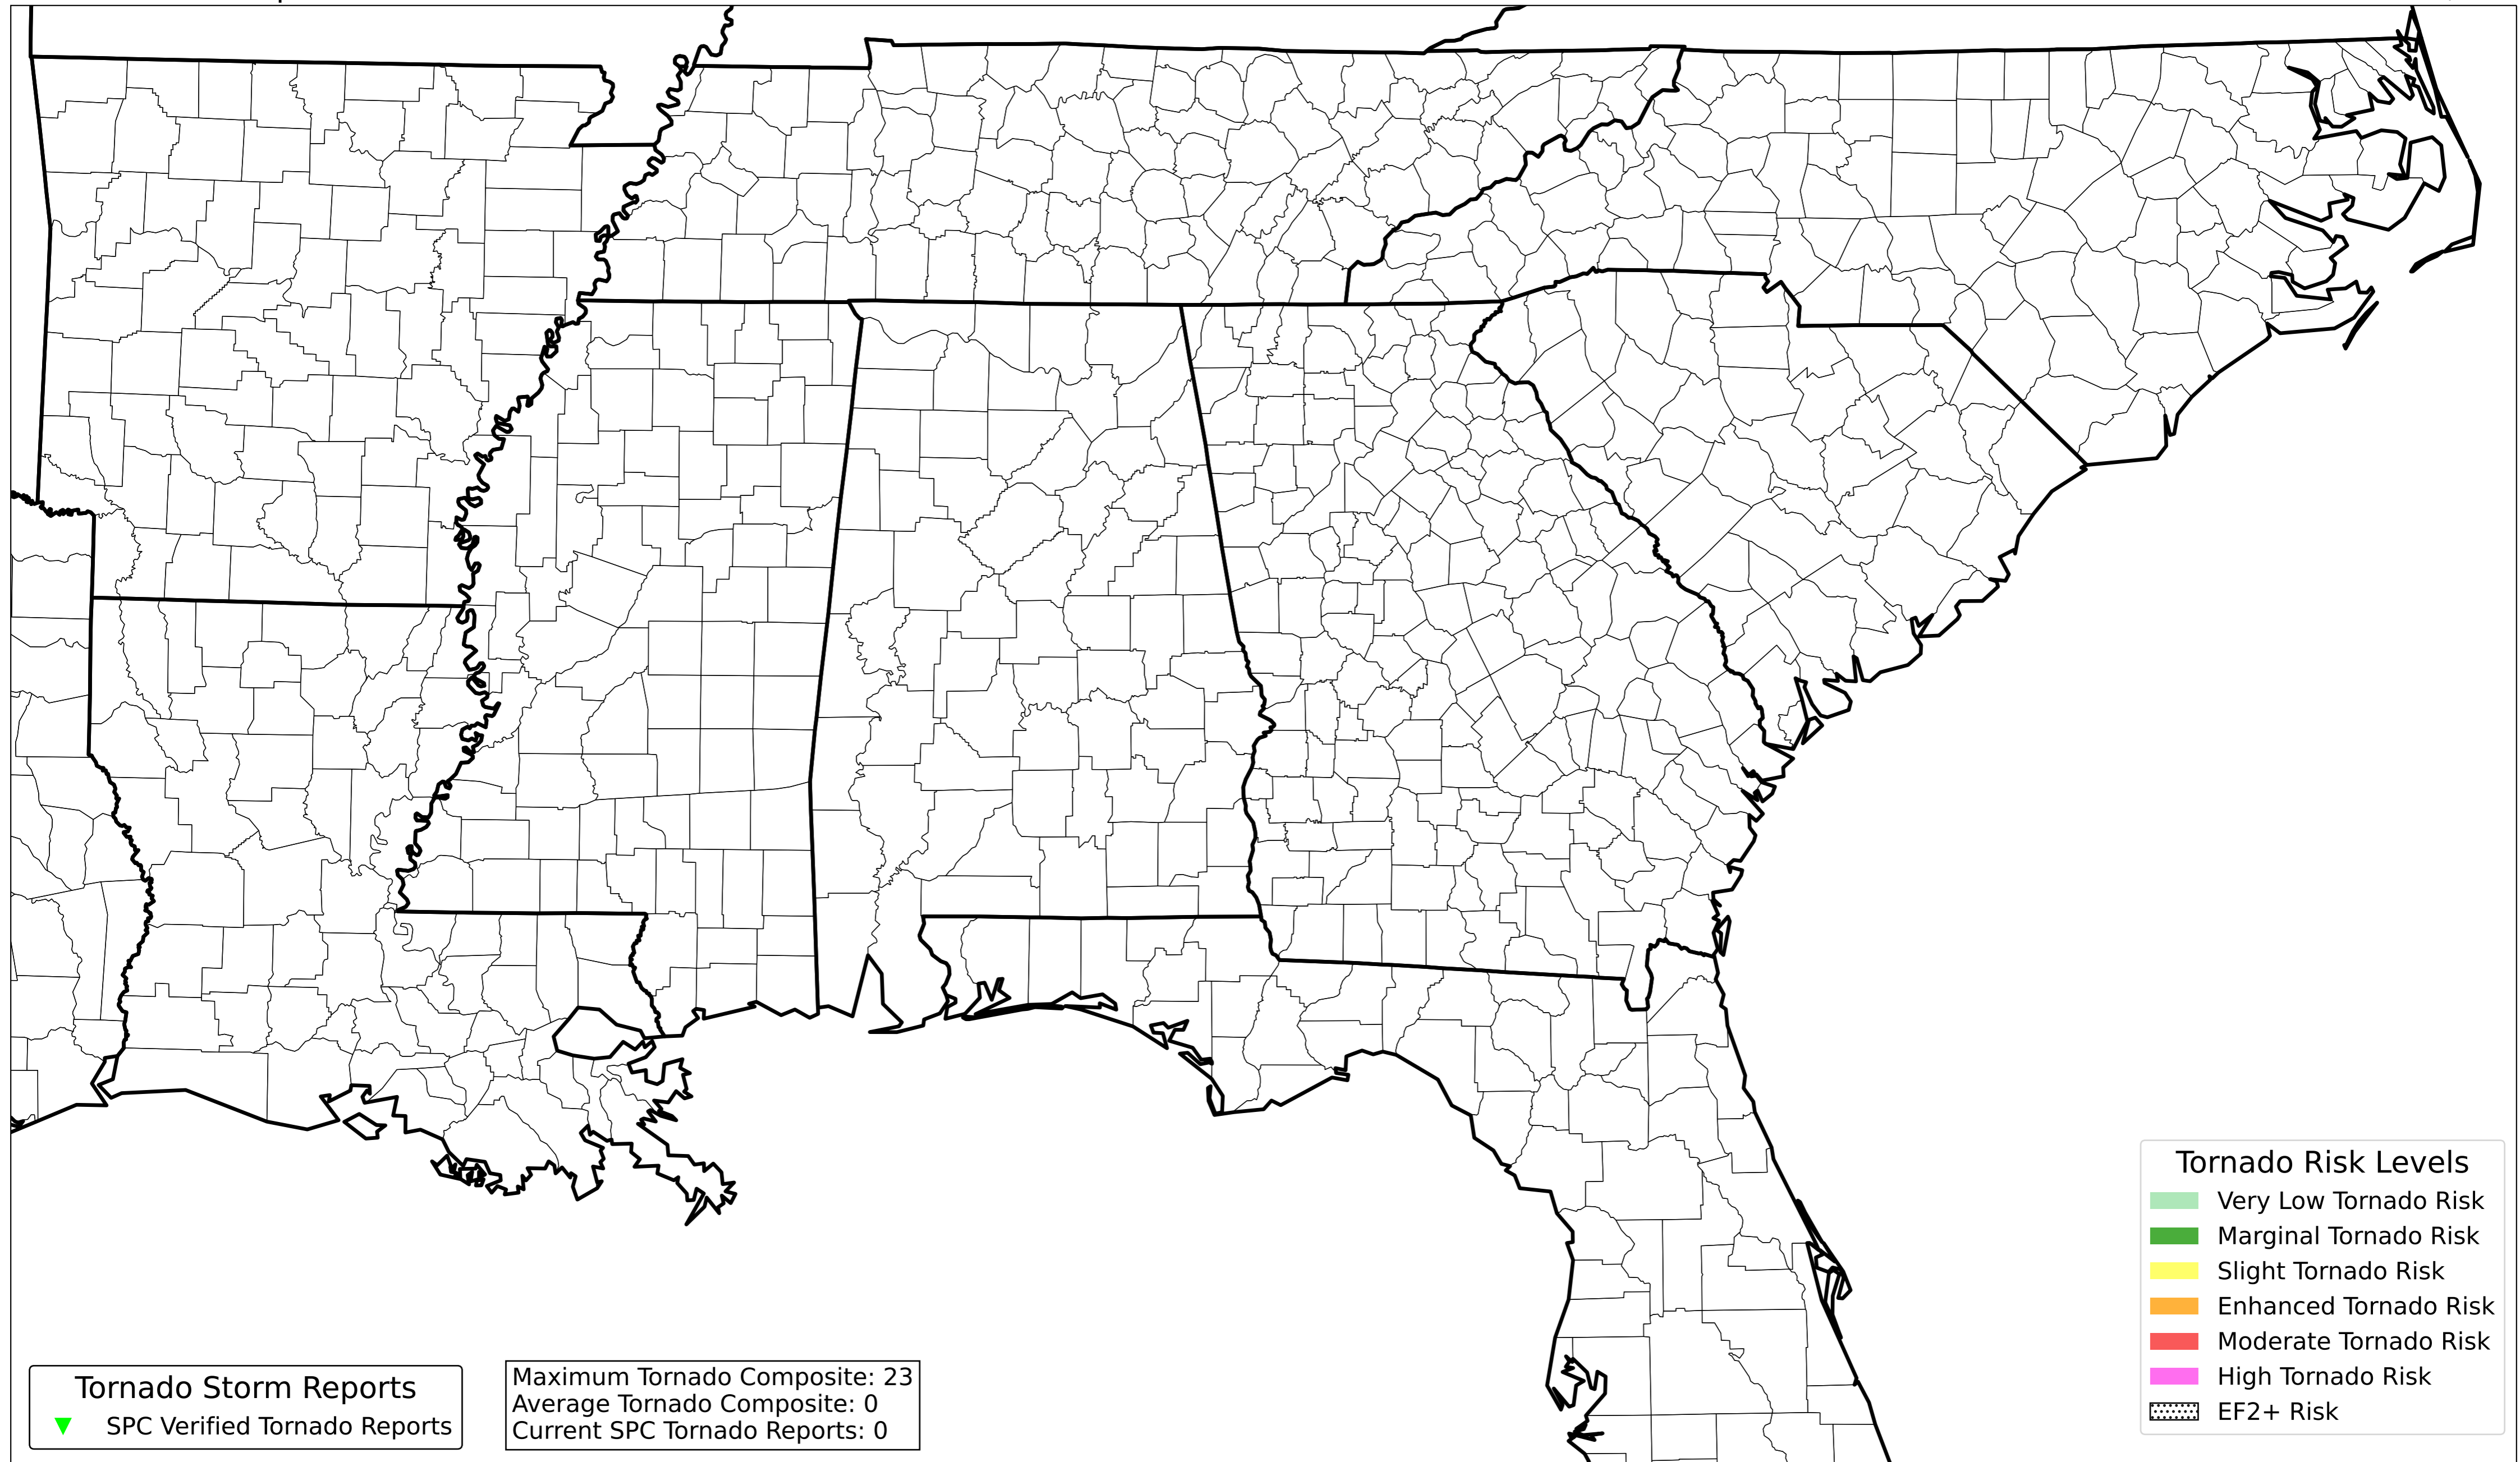 Tornado Storm Reports
SPC Verified Tornado Reports
Maximum Tornado Composite: 23
Average Tornado Composite: 0
Current SPC Tornado Reports: 0
Tornado Risk Levels
Very Low Tornado Risk
Marginal Tornado Risk
Slight Tornado Risk
Enhanced Tornado Risk
Moderate Tornado Risk
High Tornado Risk
EF2+ Risk